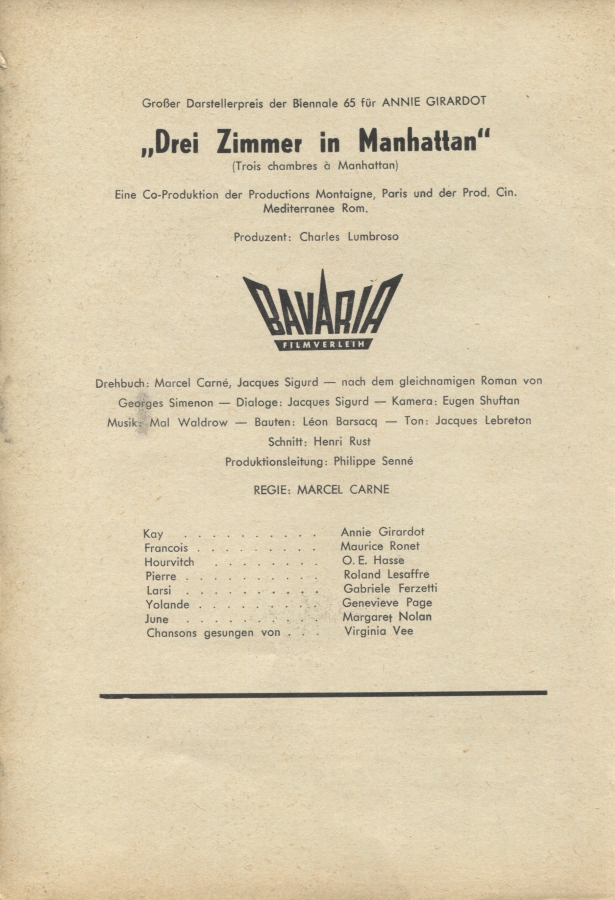 Großer Darstellerpreis der Biennale 65 für ANNIE GIRARDOT
„Drei Zimmer in Manhattan“
(Trois chambres à Manhattan)
Eine Co-Produktion der Productions Montaigne, Paris und der Prod. Cin.
Mediterranee Rom.
Produzent: Charles Lumbroso
BAVARIA
FILMVERLEIH
Drehbuch: Marcel Carné, Jacques Sigurd — nach dem gleichnamigen Roman von
Georges Simenon — Dialoge: Jacques Sigurd — Kamera: Eugen Shuftan
Musik: Mal Waldrow — Bauten: Léon Barsacq — Ton: Jacques Lebreton
Schnitt: Henri Rust
Produktionsleitung: Philippe Senné
REGIE: MARCEL CARNE
Kay . . . . . . . . . . Annie Girardot
Francois . . . . . . . . Maurice Ronet
Hourvitch . . . . . . . O. E. Hasse
Pierre . . . . . . . . . Roland Lesaffre
Larsi . . . . . . . . . Gabriele Ferzetti
Yolande . . . . . . . . Genevieve Page
June . . . . . . . . . Margaret Nolan
Chansons gesungen von . . . Virginia Vee